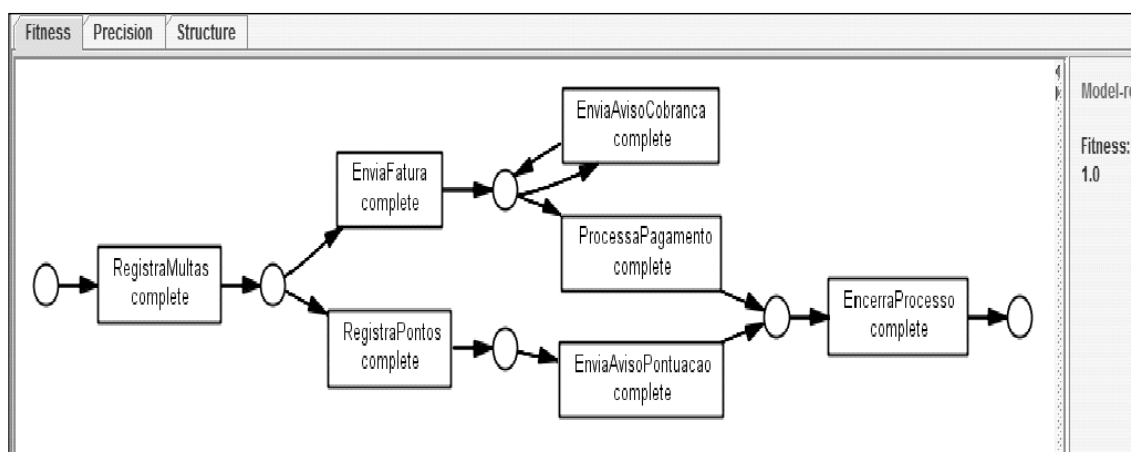 Fitness Precision Structure
EnviaAvisoCobranca
complete
Model-re
Fitness:
1.0
EnviaFatura
complete
ProcessaPagamento
complete
RegistraMultas
complete
EncerraProcesso
complete
RegistraPontos
complete
EnviaAvisoPontuacao
complete